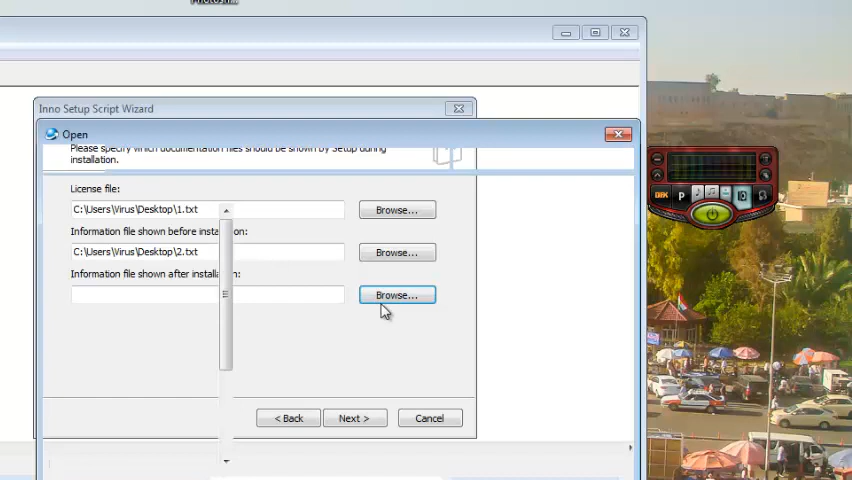 Inno Setup Script Wizard
Open
Please specify which documentation files should be shown by Setup during
installation.
License file:
C:\Users\Virus\Desktop\1.txt
Browse...
Information file shown before installation:
C:\Users\Virus\Desktop\2.txt
Browse...
Information file shown after installation:
Browse...
< Back
Next >
Cancel
P